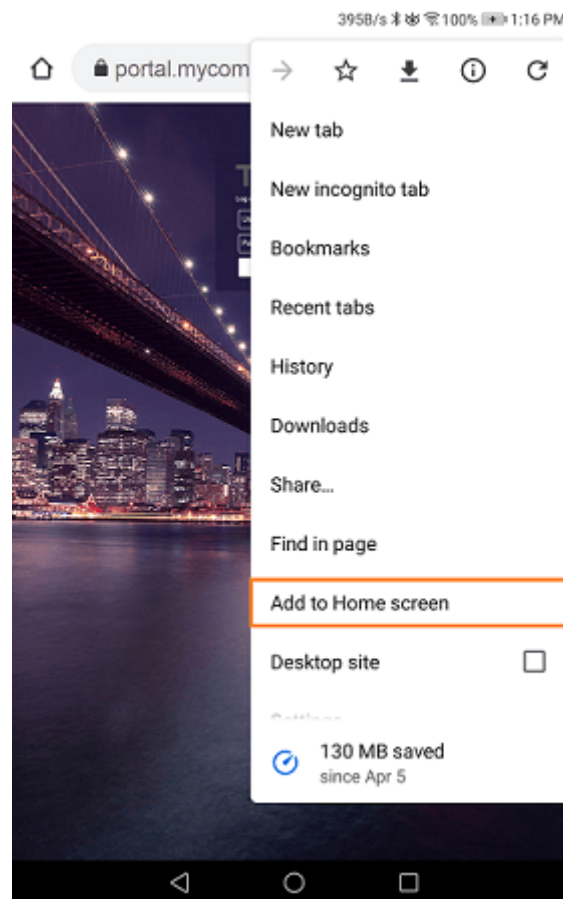 395B/s 100% 1:16 PM
portal.mycom
New tab
New incognito tab
Bookmarks
Recent tabs
History
Downloads
Share...
Find in page
Add to Home screen
Desktop site
Settings
130 MB saved
since Apr 5